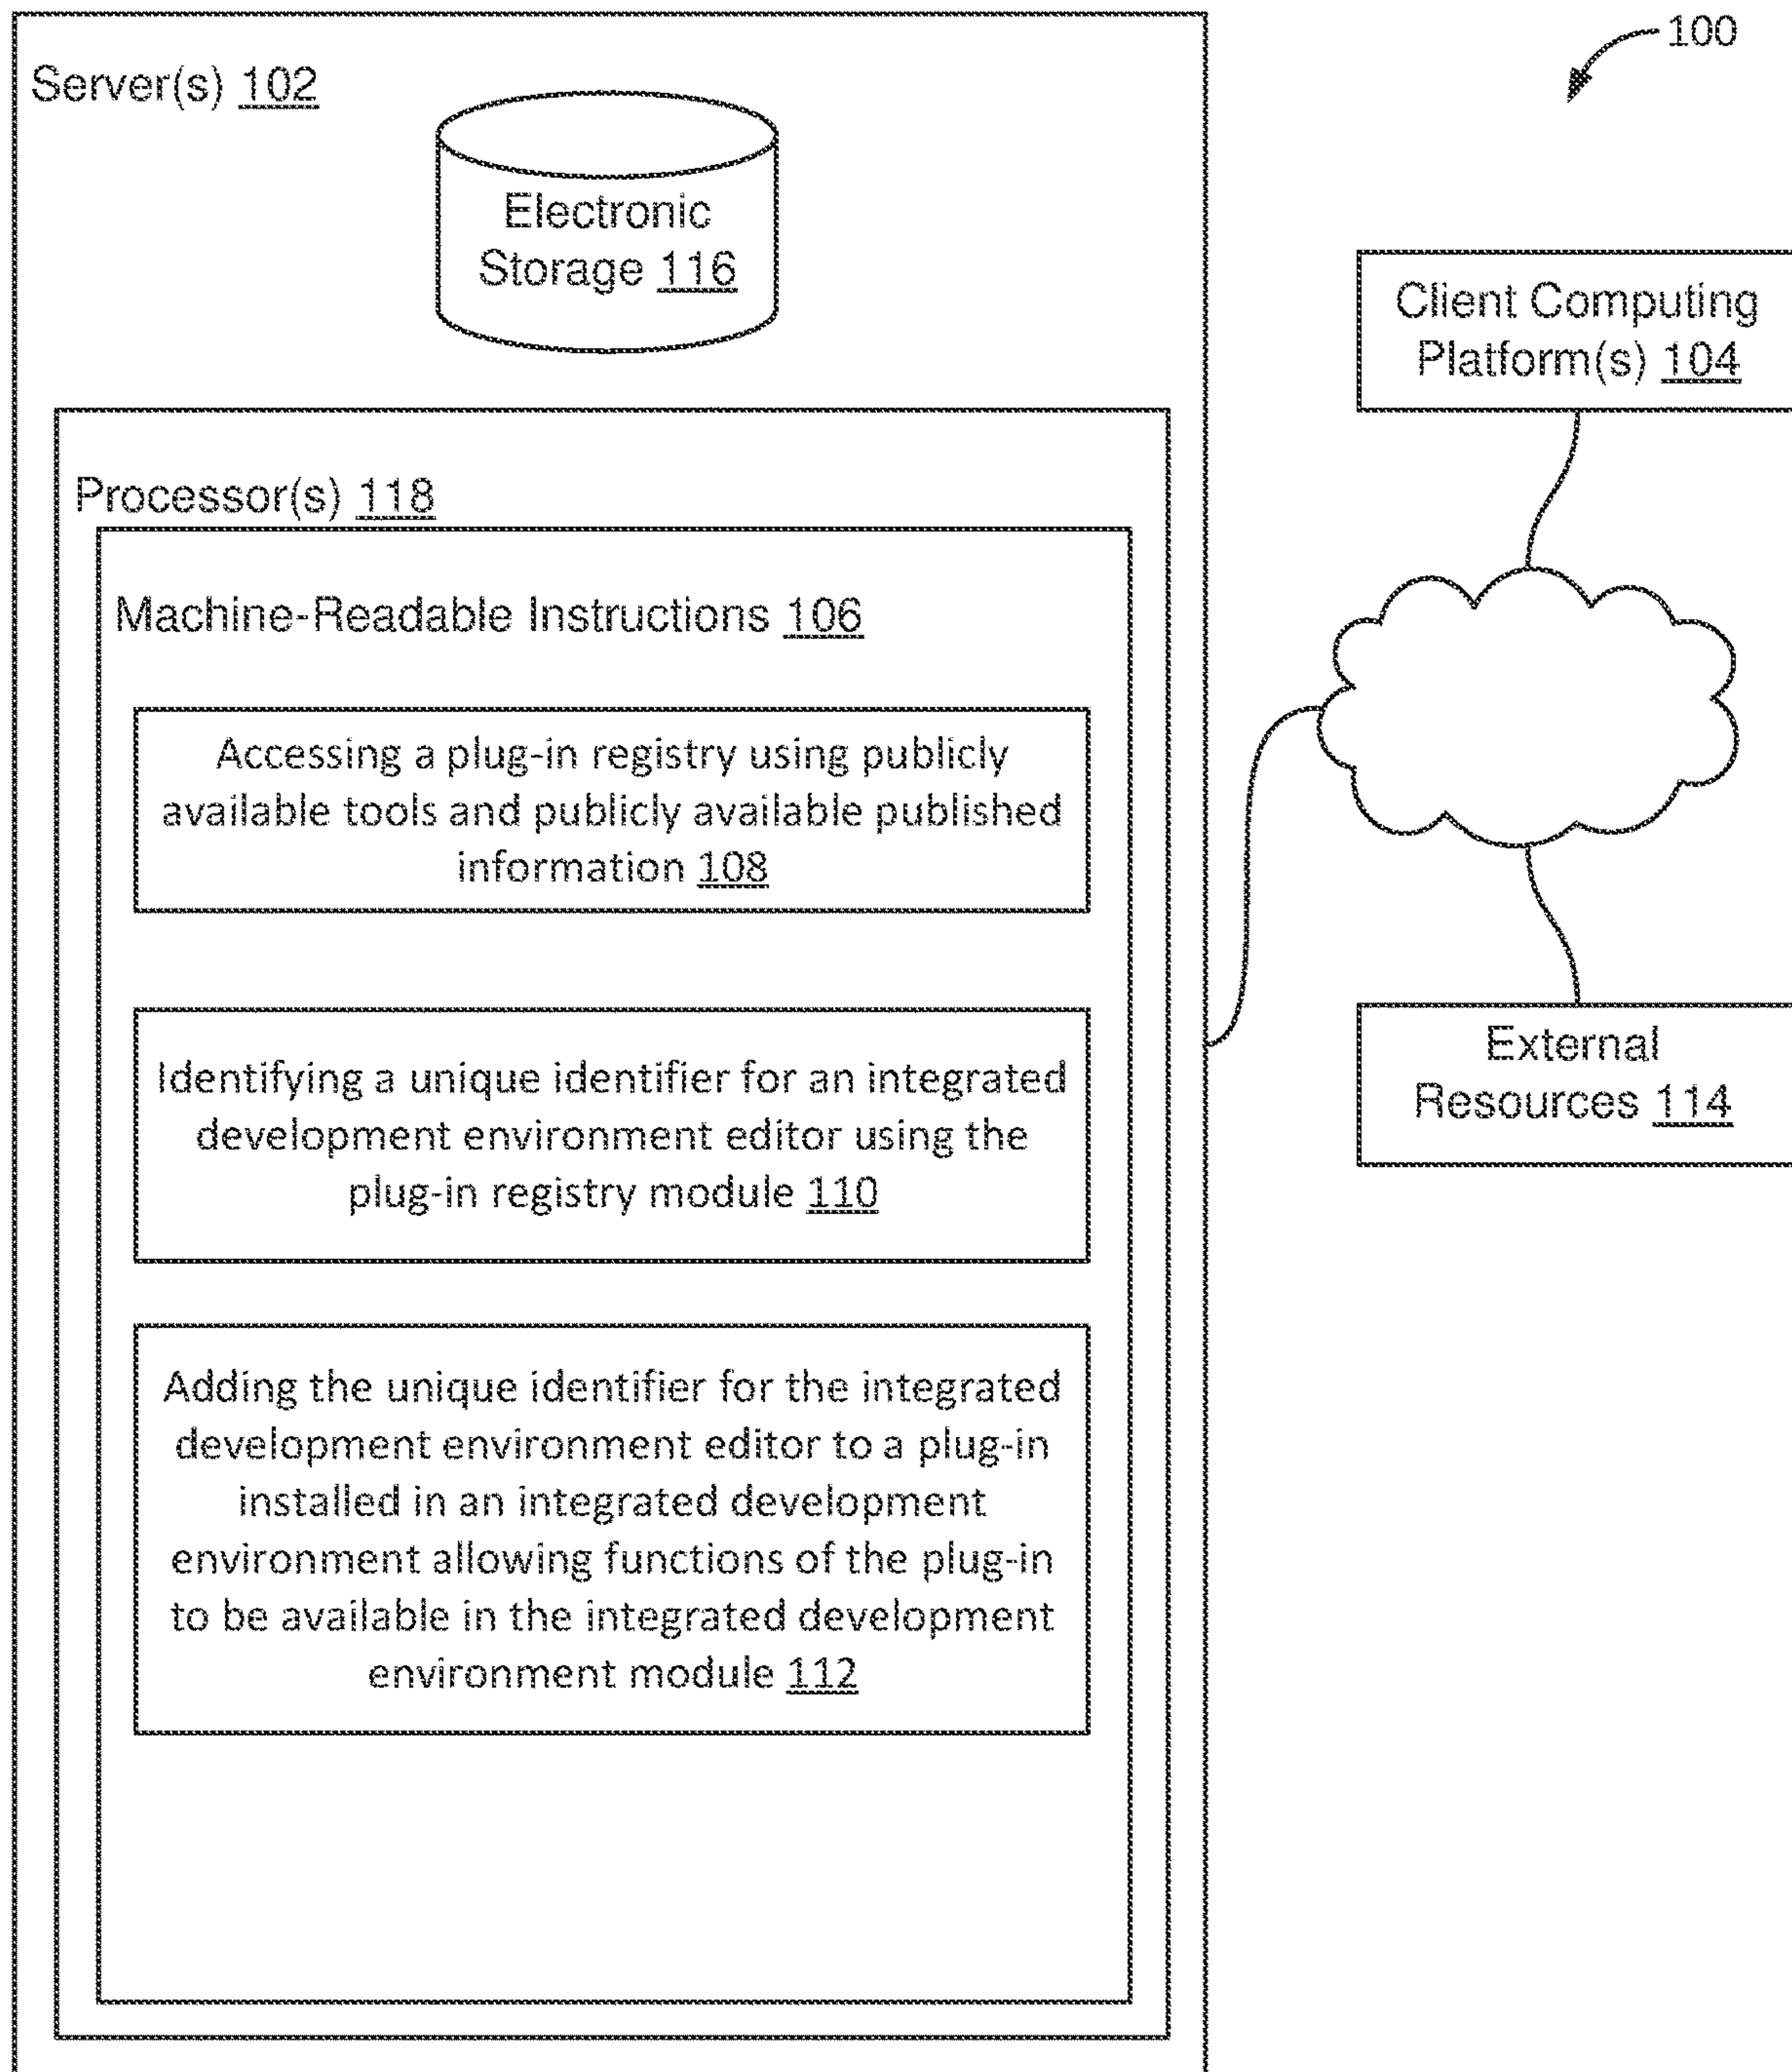 100
Server(s) 102
Electronic
Storage 116
Client Computing
Platform(s) 104
Processor(s) 118
Machine-Readable Instructions 106
Accessing a plug-in registry using publicly
available tools and publicly available published
information 108
Identifying a unique identifier for an integrated
development environment editor using the
plug-in registry module 110
External
Resources 114
Adding the unique identifier for the integrated
development environment editor to a plug-in
installed in an integrated development
environment allowing functions of the plug-in
to be available in the integrated development
environment module 112